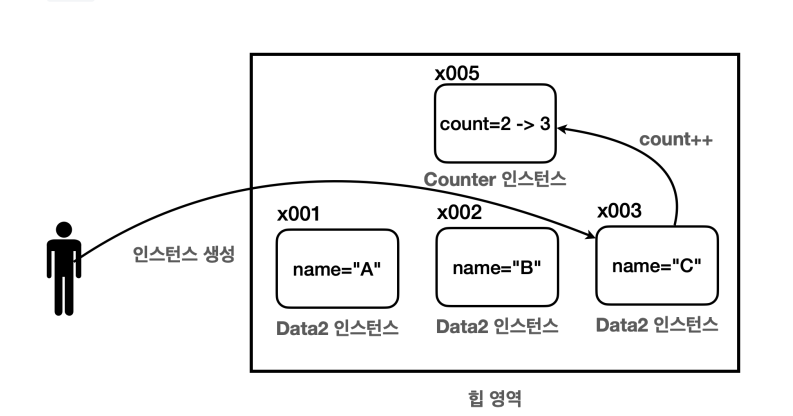 x005
count=2 -> 3
count++
Counter 인스턴스
x001
x002
x003
인스턴스 생성
name="A"
name="B"
name="C"
Data2 인스턴스
Data2 인스턴스
Data2 인스턴스
힙 영역